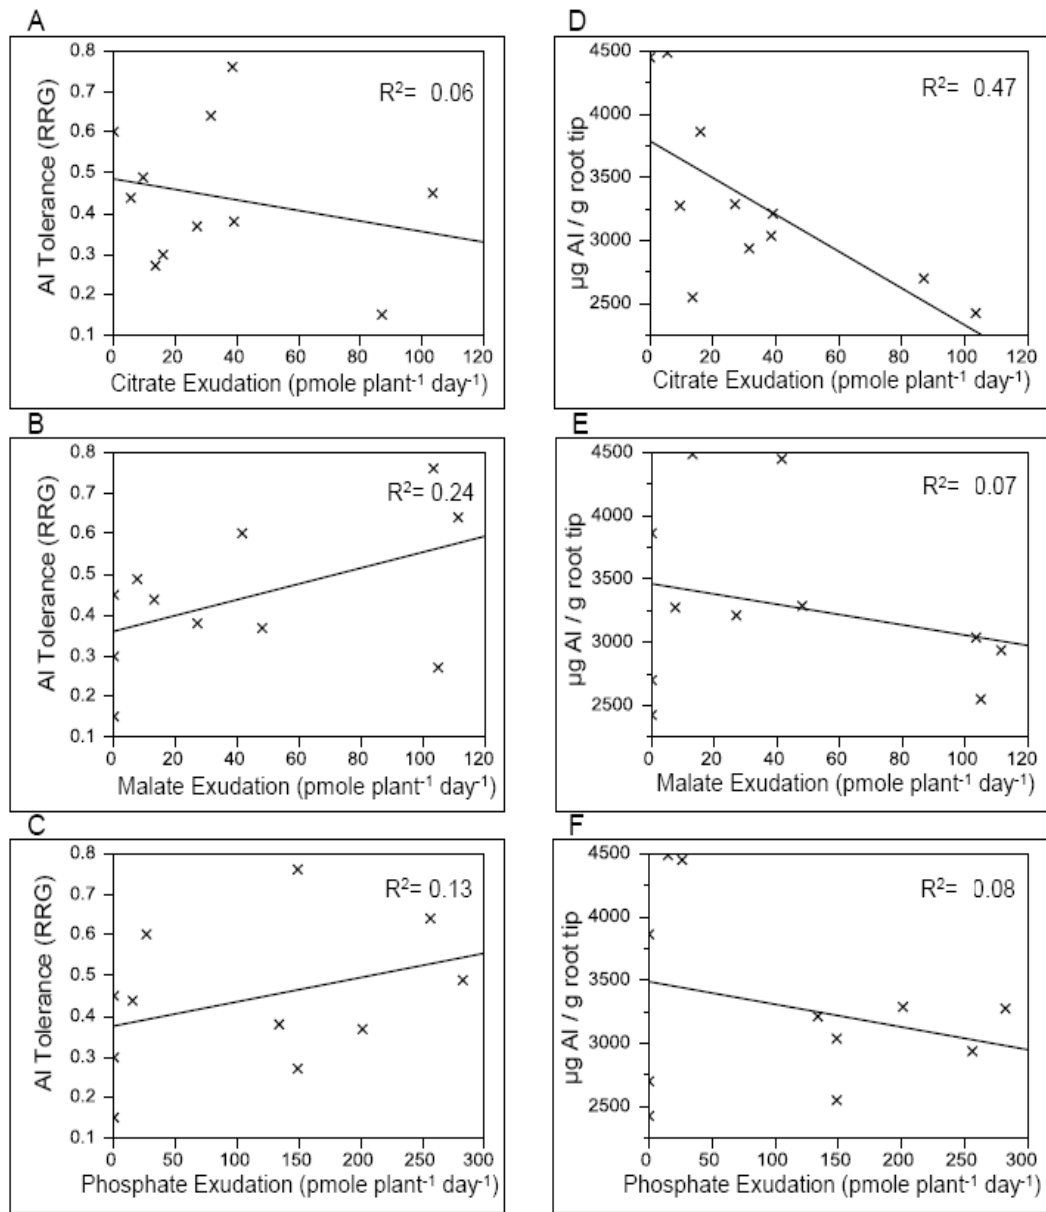 A
Al Tolerance (RRG)
0.8
0.7
0.6
0.5
0.4
0.3
0.2
0.1
R²= 0.06
0 20 40 60 80 100 120
Citrate Exudation (pmole plant⁻¹ day⁻¹)
D
µg Al / g root tip
4500
4000
3500
3000
2500
R²= 0.47
0 20 40 60 80 100 120
Citrate Exudation (pmole plant⁻¹ day⁻¹)
B
Al Tolerance (RRG)
0.8
0.7
0.6
0.5
0.4
0.3
0.2
0.1
R²= 0.24
0 20 40 60 80 100 120
Malate Exudation (pmole plant⁻¹ day⁻¹)
E
µg Al / g root tip
4500
4000
3500
3000
2500
R²= 0.07
0 20 40 60 80 100 120
Malate Exudation (pmole plant⁻¹ day⁻¹)
C
Al Tolerance (RRG)
0.8
0.7
0.6
0.5
0.4
0.3
0.2
0.1
R²= 0.13
0 50 100 150 200 250 300
Phosphate Exudation (pmole plant⁻¹ day⁻¹)
F
µg Al / g root tip
4500
4000
3500
3000
2500
R²= 0.08
0 50 100 150 200 250 300
Phosphate Exudation (pmole plant⁻¹ day⁻¹)